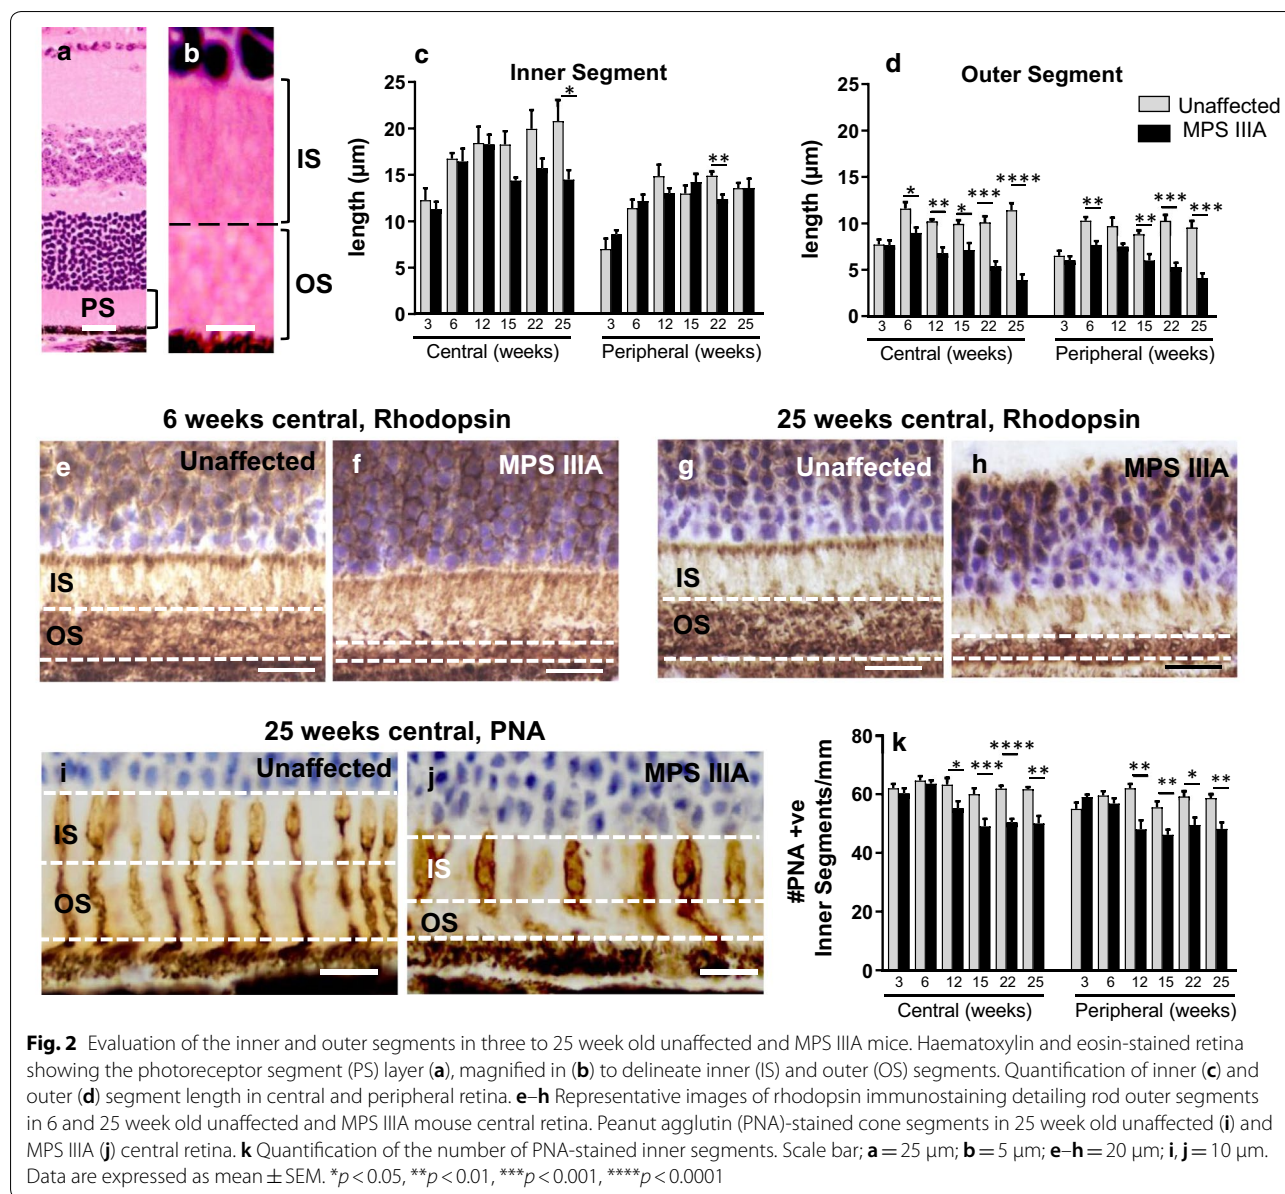 a
b
c
d
Inner Segment
Outer Segment
Unaffected
MPS IIIA
IS
OS
PS
length (µm)
25
20
15
10
5
0
*
**
3 6 12 15 22 25 3 6 12 15 22 25
Central (weeks) Peripheral (weeks)
length (µm)
25
20
15
10
5
0
* ** * *** **** ** ** *** ***
3 6 12 15 22 25 3 6 12 15 22 25
Central (weeks) Peripheral (weeks)
6 weeks central, Rhodopsin
25 weeks central, Rhodopsin
e Unaffected
IS
OS
f MPS IIIA
g Unaffected
IS
OS
h MPS IIIA
25 weeks central, PNA
i Unaffected
IS
OS
j MPS IIIA
IS
OS
k
#PNA +ve
Inner Segments/mm
80
60
40
20
0
* *** **** ** ** ** * **
3 6 12 15 22 25 3 6 12 15 22 25
Central (weeks) Peripheral (weeks)
Fig. 2 Evaluation of the inner and outer segments in three to 25 week old unaffected and MPS IIIA mice. Haematoxylin and eosin-stained retina
showing the photoreceptor segment (PS) layer (a), magnified in (b) to delineate inner (IS) and outer (OS) segments. Quantification of inner (c) and
outer (d) segment length in central and peripheral retina. e–h Representative images of rhodopsin immunostaining detailing rod outer segments
in 6 and 25 week old unaffected and MPS IIIA mouse central retina. Peanut agglutin (PNA)-stained cone segments in 25 week old unaffected (i) and
MPS IIIA (j) central retina. k Quantification of the number of PNA-stained inner segments. Scale bar; a = 25 µm; b = 5 µm; e–h = 20 µm; i, j = 10 µm.
Data are expressed as mean ± SEM. *p < 0.05, **p < 0.01, ***p < 0.001, ****p < 0.0001